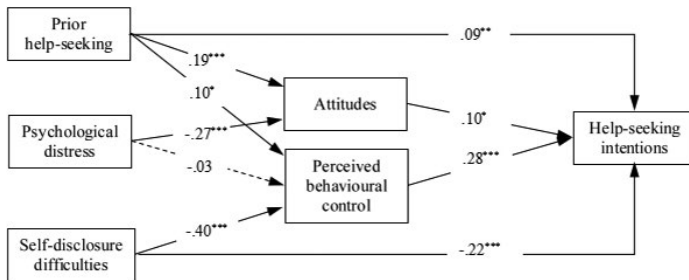 Prior
help-seeking
.09**
.19***
.10*
Attitudes
Psychological
distress
-.27***
-.03
.10*
Help-seeking
intentions
Perceived
behavioural
control
.28***
Self-disclosure
difficulties
-.40***
-.22***